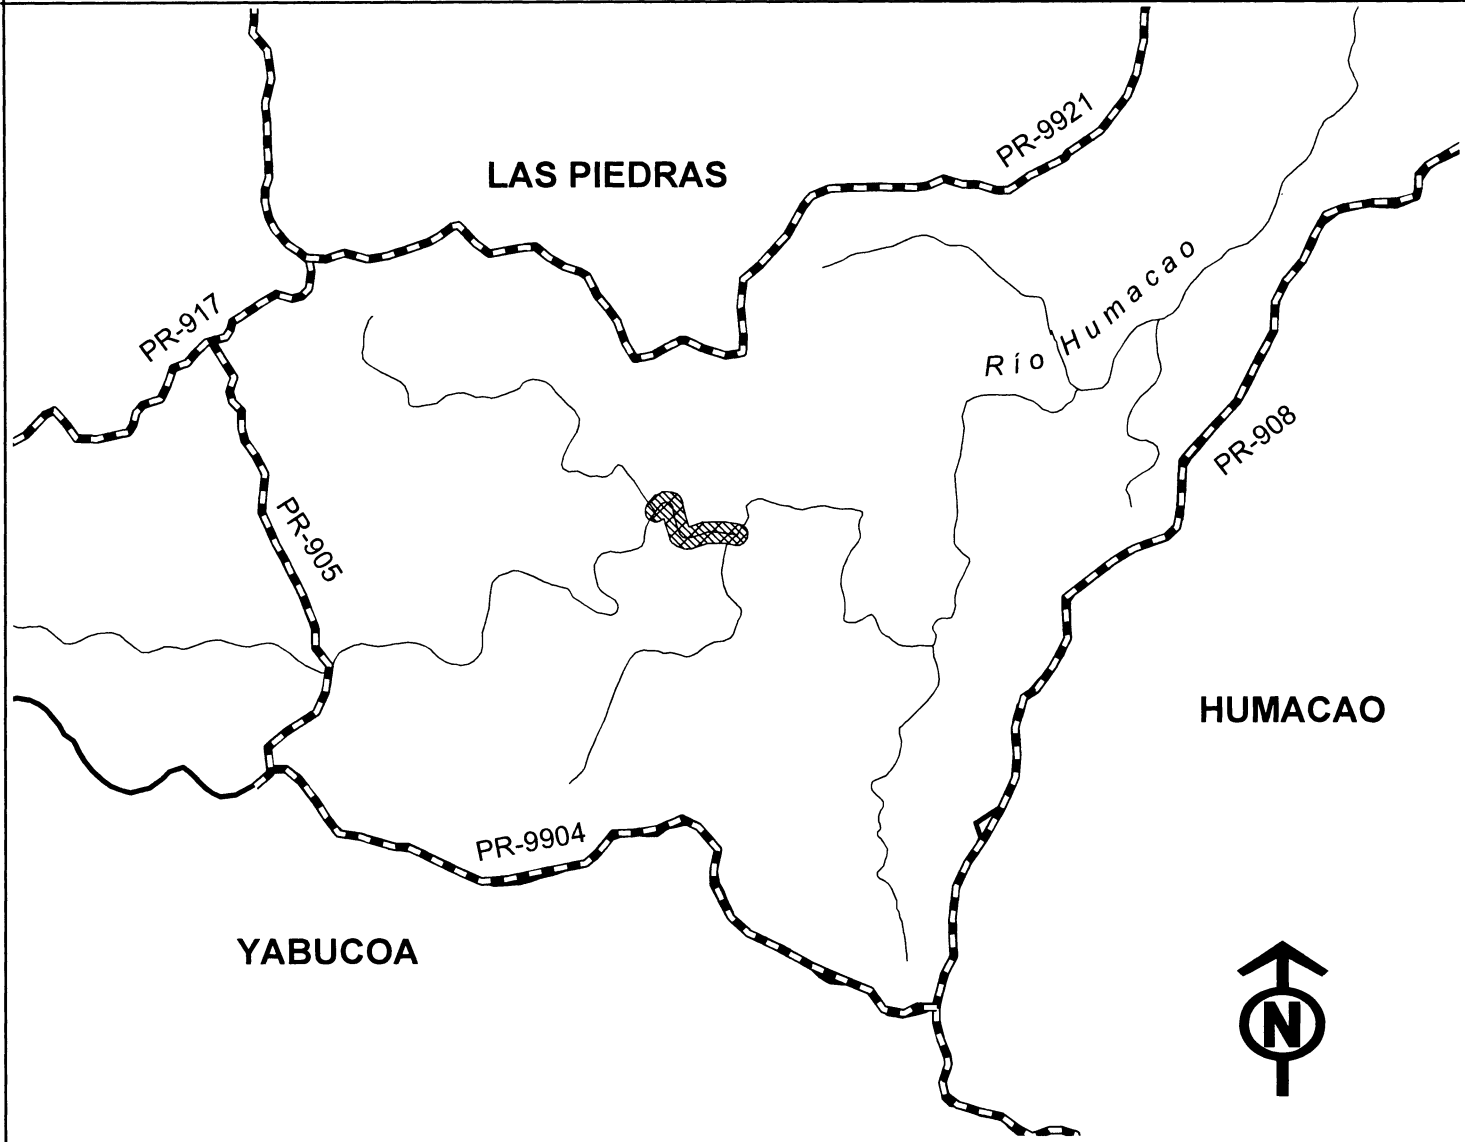 PR-9921
LAS PIEDRAS
Río Humacao
PR-917
PR-908
PR-905
HUMACAO
PR-9904
YABUCOA
N